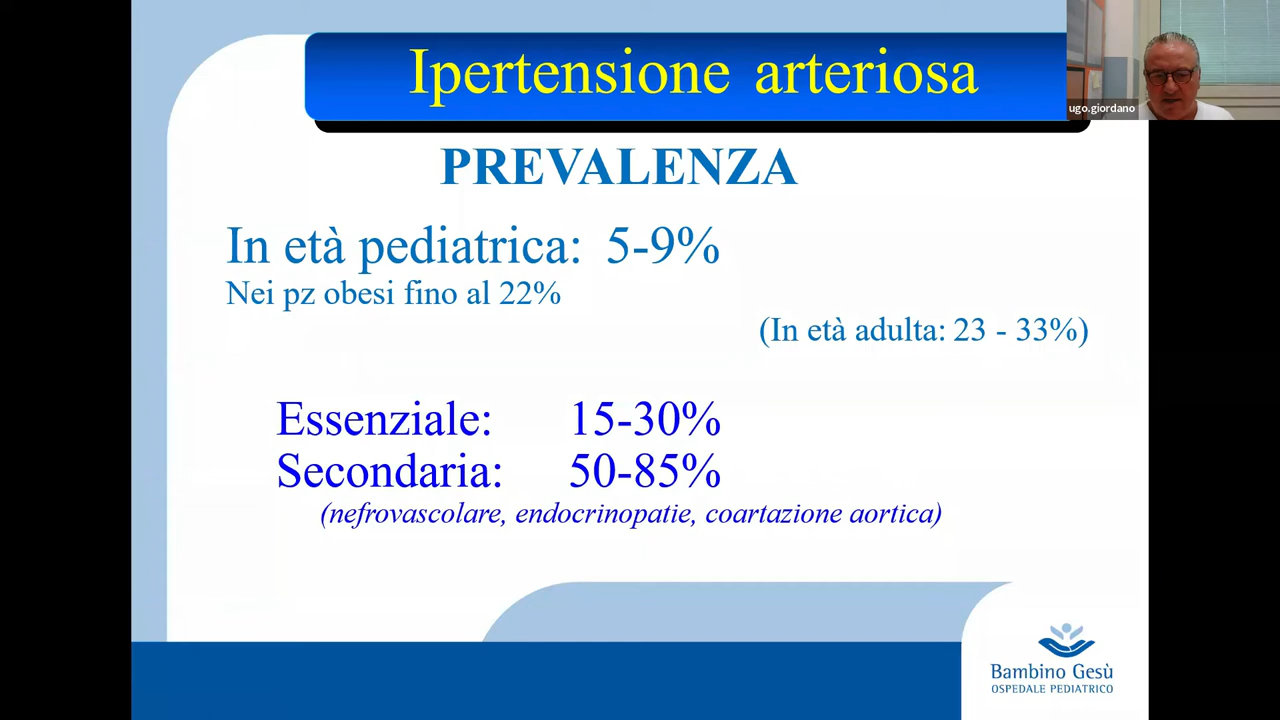 Ipertensione arteriosa
ugo.giordano
PREVALENZA
In età pediatrica: 5-9%
Nei pz obesi fino al 22%
(In età adulta: 23 - 33%)
Essenziale: 15-30%
Secondaria: 50-85%
(nefrovascolare, endocrinopatie, coartazione aortica)
Bambino Gesù
OSPEDALE PEDIATRICO